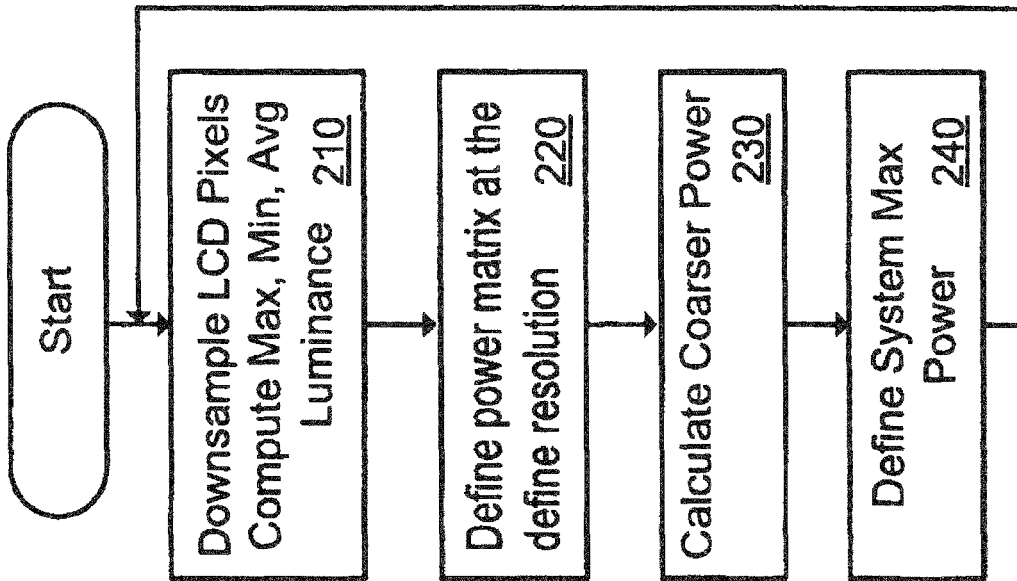 Start
Downsample LCD Pixels
Compute Max, Min, Avg
Luminance 210
Define power matrix at the
define resolution 220
Calculate Coarser Power
230
Define System Max
Power 240